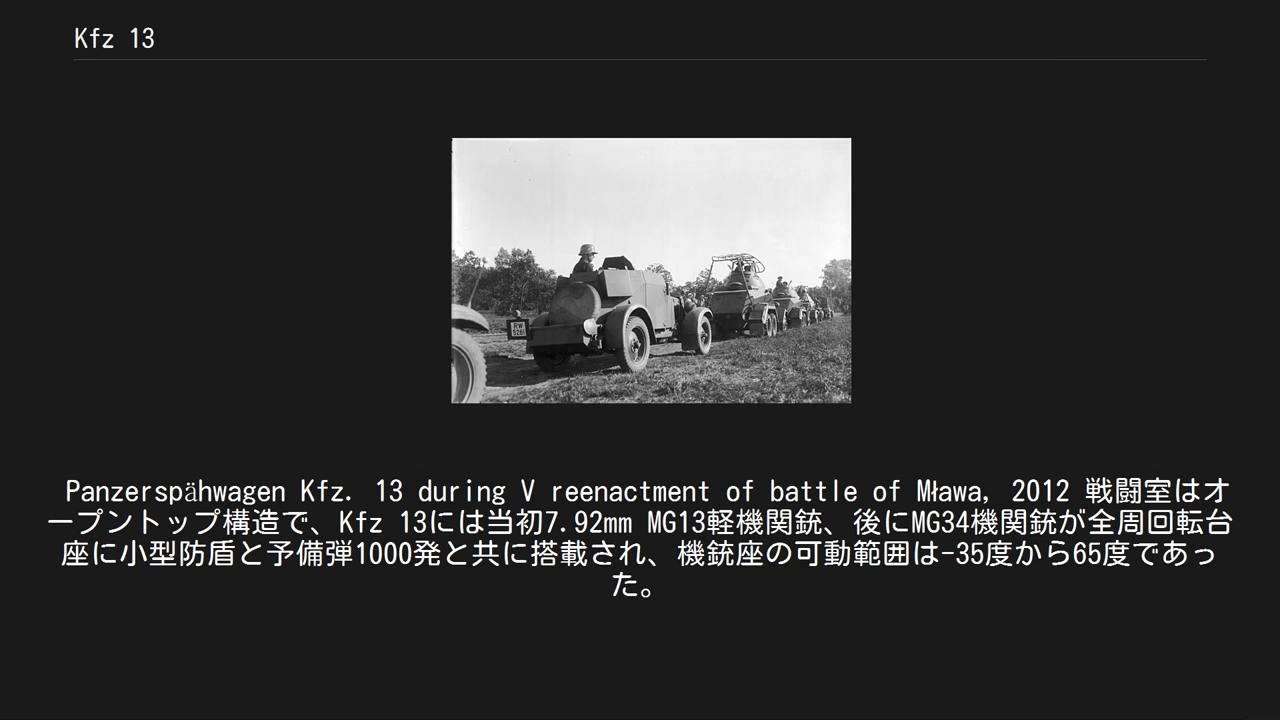 Kfz 13
RW
5261
Panzerspähwagen Kfz. 13 during V reenactment of battle of Mława, 2012 戦闘室はオ
ープントップ構造で、Kfz 13には当初7.92mm MG13軽機関銃、後にMG34機関銃が全周回転台
座に小型防盾と予備弾1000発と共に搭載され、機銃座の可動範囲は-35度から65度であっ
た。